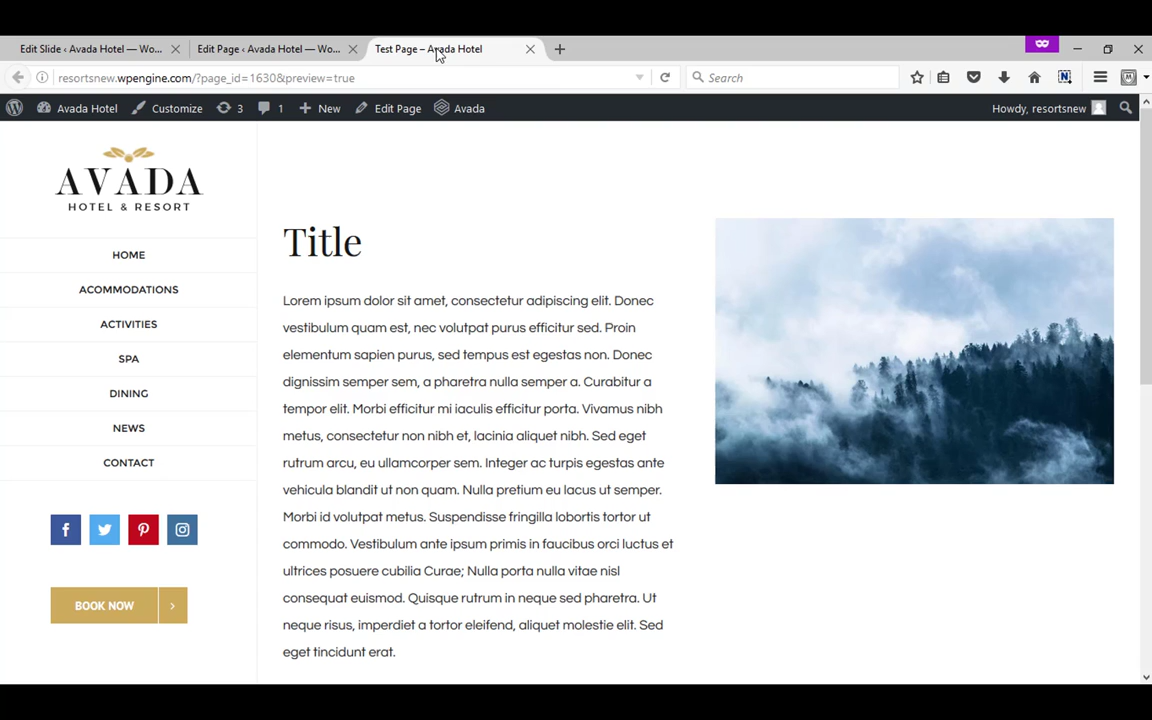 Edit Slide ‹ Avada Hotel — Wo...
Edit Page ‹ Avada Hotel — Wo...
Test Page – Avada Hotel
resortsnew.wpengine.com/?page_id=1630&preview=true
Search
Avada Hotel
Customize
3
1
New
Edit Page
Avada
Howdy, resortsnew
AVADA
HOTEL & RESORT
HOME
ACOMMODATIONS
ACTIVITIES
SPA
DINING
NEWS
CONTACT
BOOK NOW
Title
Lorem ipsum dolor sit amet, consectetur adipiscing elit. Donec
vestibulum quam est, nec volutpat purus efficitur sed. Proin
elementum sapien purus, sed tempus est egestas non. Donec
dignissim semper sem, a pharetra nulla semper a. Curabitur a
tempor elit. Morbi efficitur mi iaculis efficitur porta. Vivamus nibh
metus, consectetur non nibh et, lacinia aliquet nibh. Sed eget
rutrum arcu, eu ullamcorper sem. Integer ac turpis egestas ante
vehicula blandit ut non quam. Nulla pretium eu lacus ut semper.
Morbi id volutpat metus. Suspendisse fringilla lobortis tortor ut
commodo. Vestibulum ante ipsum primis in faucibus orci luctus et
ultrices posuere cubilia Curae; Nulla porta nulla vitae nisl
consequat euismod. Quisque rutrum in neque sed pharetra. Ut
neque risus, imperdiet a tortor eleifend, aliquet molestie elit. Sed
eget tincidunt erat.